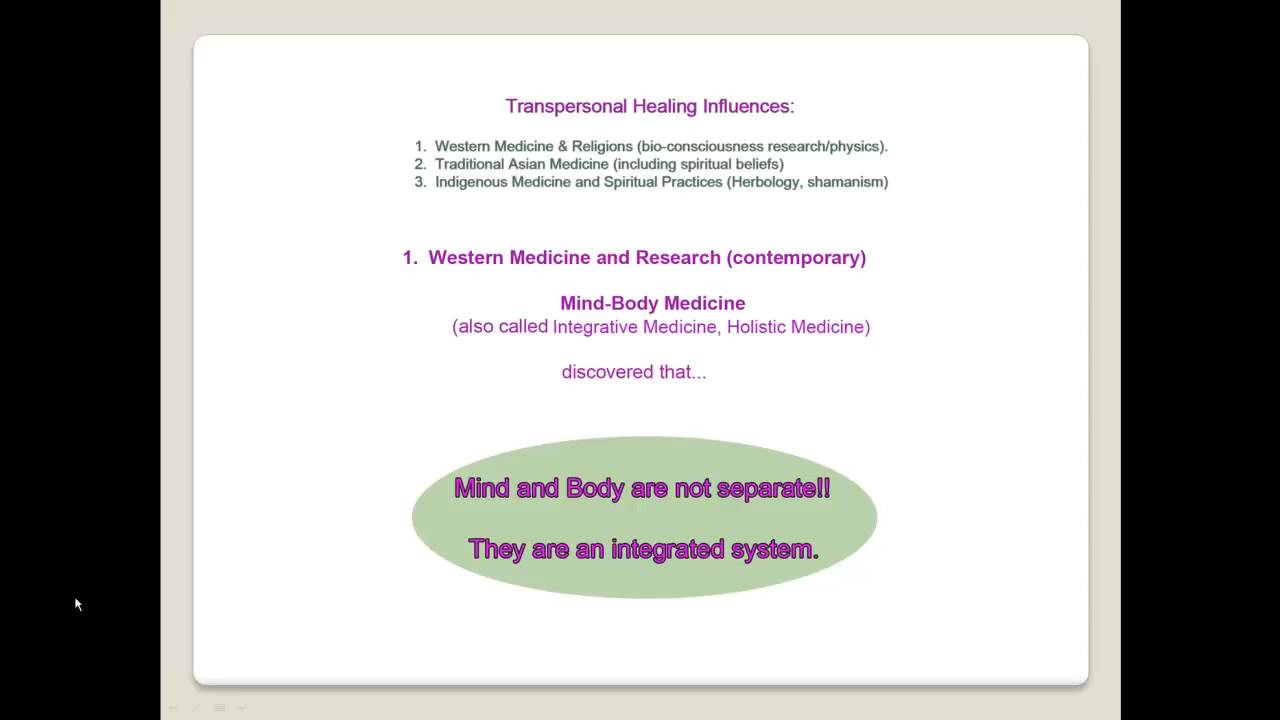 Transpersonal Healing Influences:
1. Western Medicine & Religions (bio-consciousness research/physics).
2. Traditional Asian Medicine (including spiritual beliefs)
3. Indigenous Medicine and Spiritual Practices (Herbology, shamanism)
1. Western Medicine and Research (contemporary)
Mind-Body Medicine
(also called Integrative Medicine, Holistic Medicine)
discovered that...
Mind and Body are not separate!!
They are an integrated system.